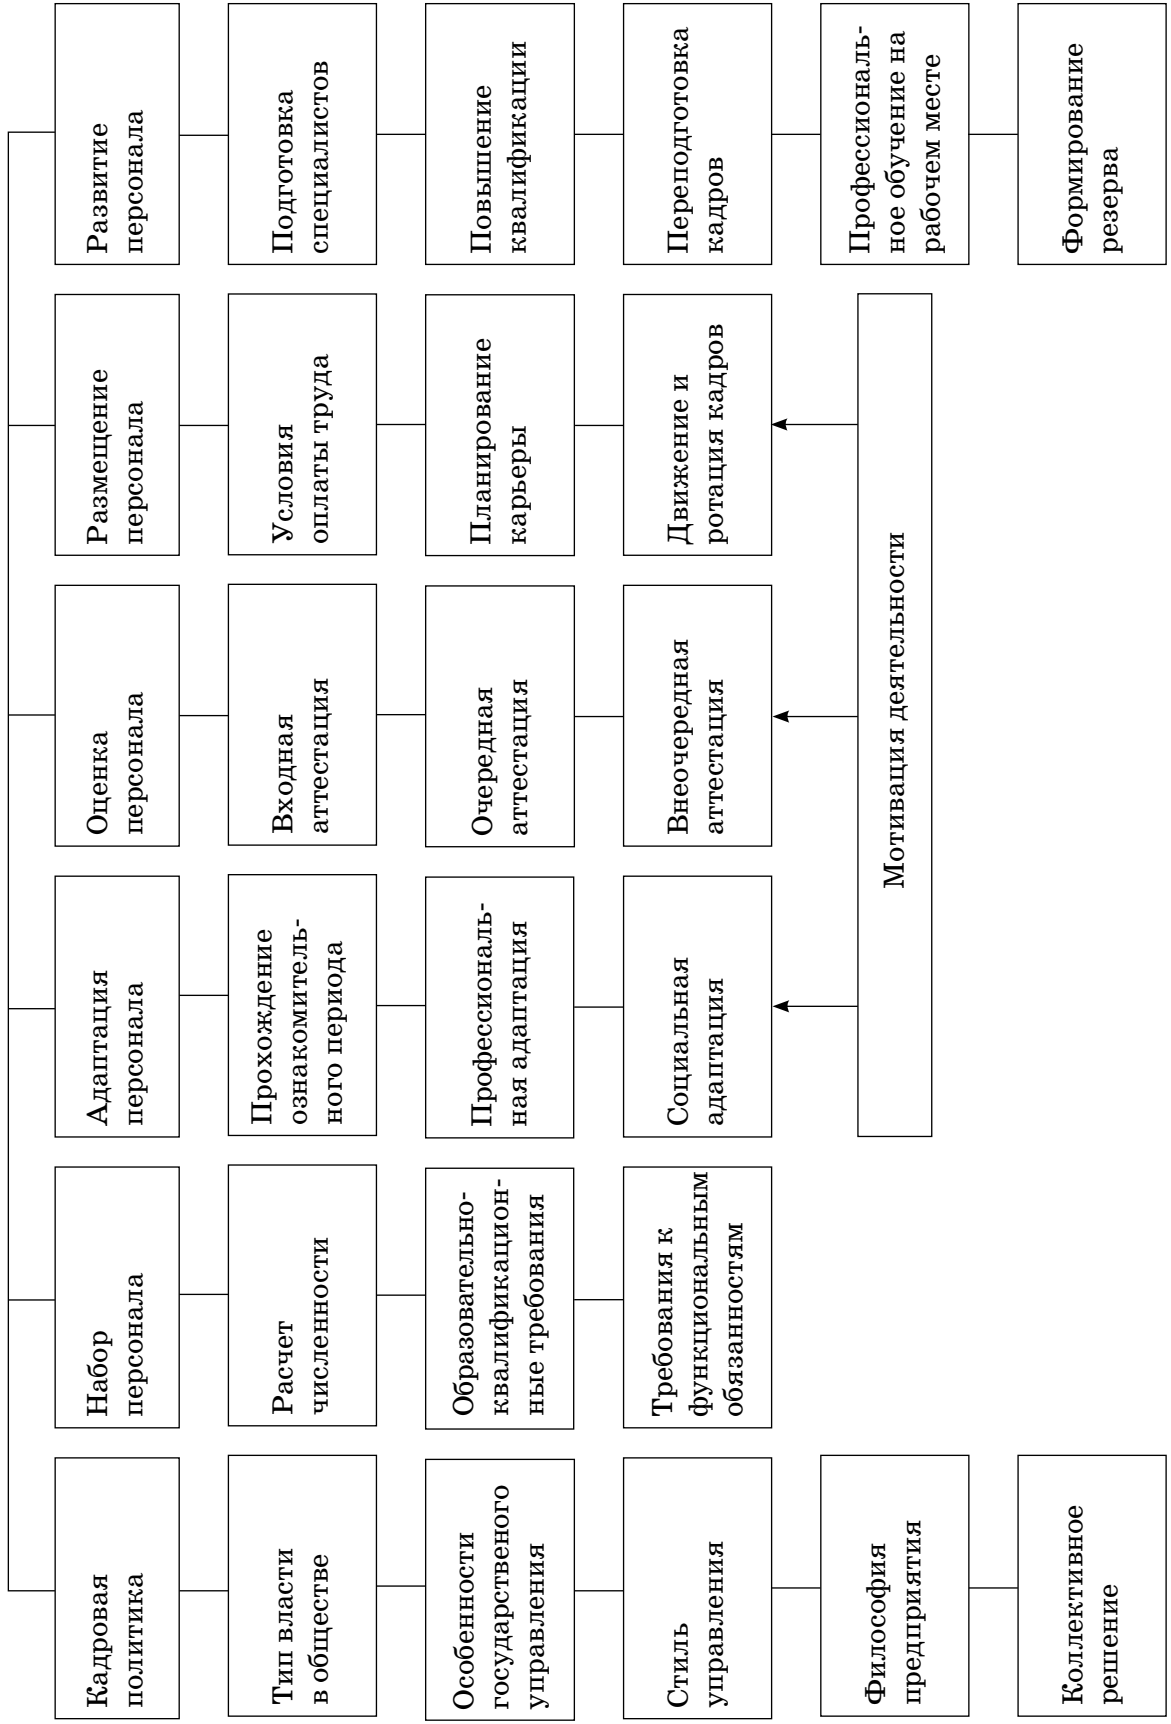 Кадровая
политика
Тип власти
в обществе
Особенности
государственого
управления
Стиль
управления
Философия
предприятия
Коллективное
решение
Набор
персонала
Расчет
численности
Образовательно-
квалификацион-
ные требования
Требования к
функциональным
обязанностям
Адаптация
персонала
Прохождение
ознакомитель-
ного периода
Профессиональ-
ная адаптация
Социальная
адаптация
Оценка
персонала
Входная
аттестация
Очередная
аттестация
Внеочередная
аттестация
Размещение
персонала
Условия
оплаты труда
Планирование
карьеры
Движение и
ротация кадров
Мотивация деятельности
Развитие
персонала
Подготовка
специалистов
Повышение
квалификации
Переподготовка
кадров
Профессиональ-
ное обучение на
рабочем месте
Формирование
резерва